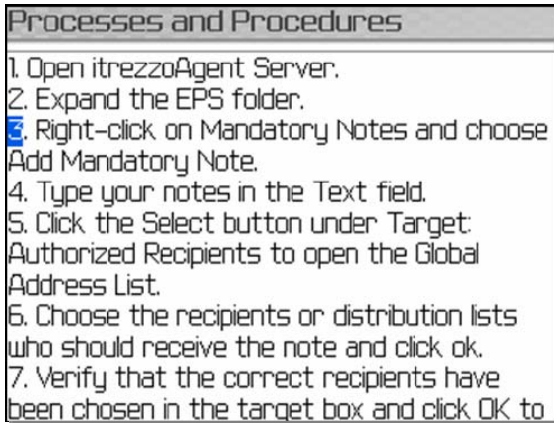 Processes and Procedures
1. Open itrezzoAgent Server.
2. Expand the EPS folder.
3. Right-click on Mandatory Notes and choose
Add Mandatory Note.
4. Type your notes in the Text field.
5. Click the Select button under Target:
Authorized Recipients to open the Global
Address List.
6. Choose the recipients or distribution lists
who should receive the note and click ok.
7. Verify that the correct recipients have
been chosen in the target box and click OK to